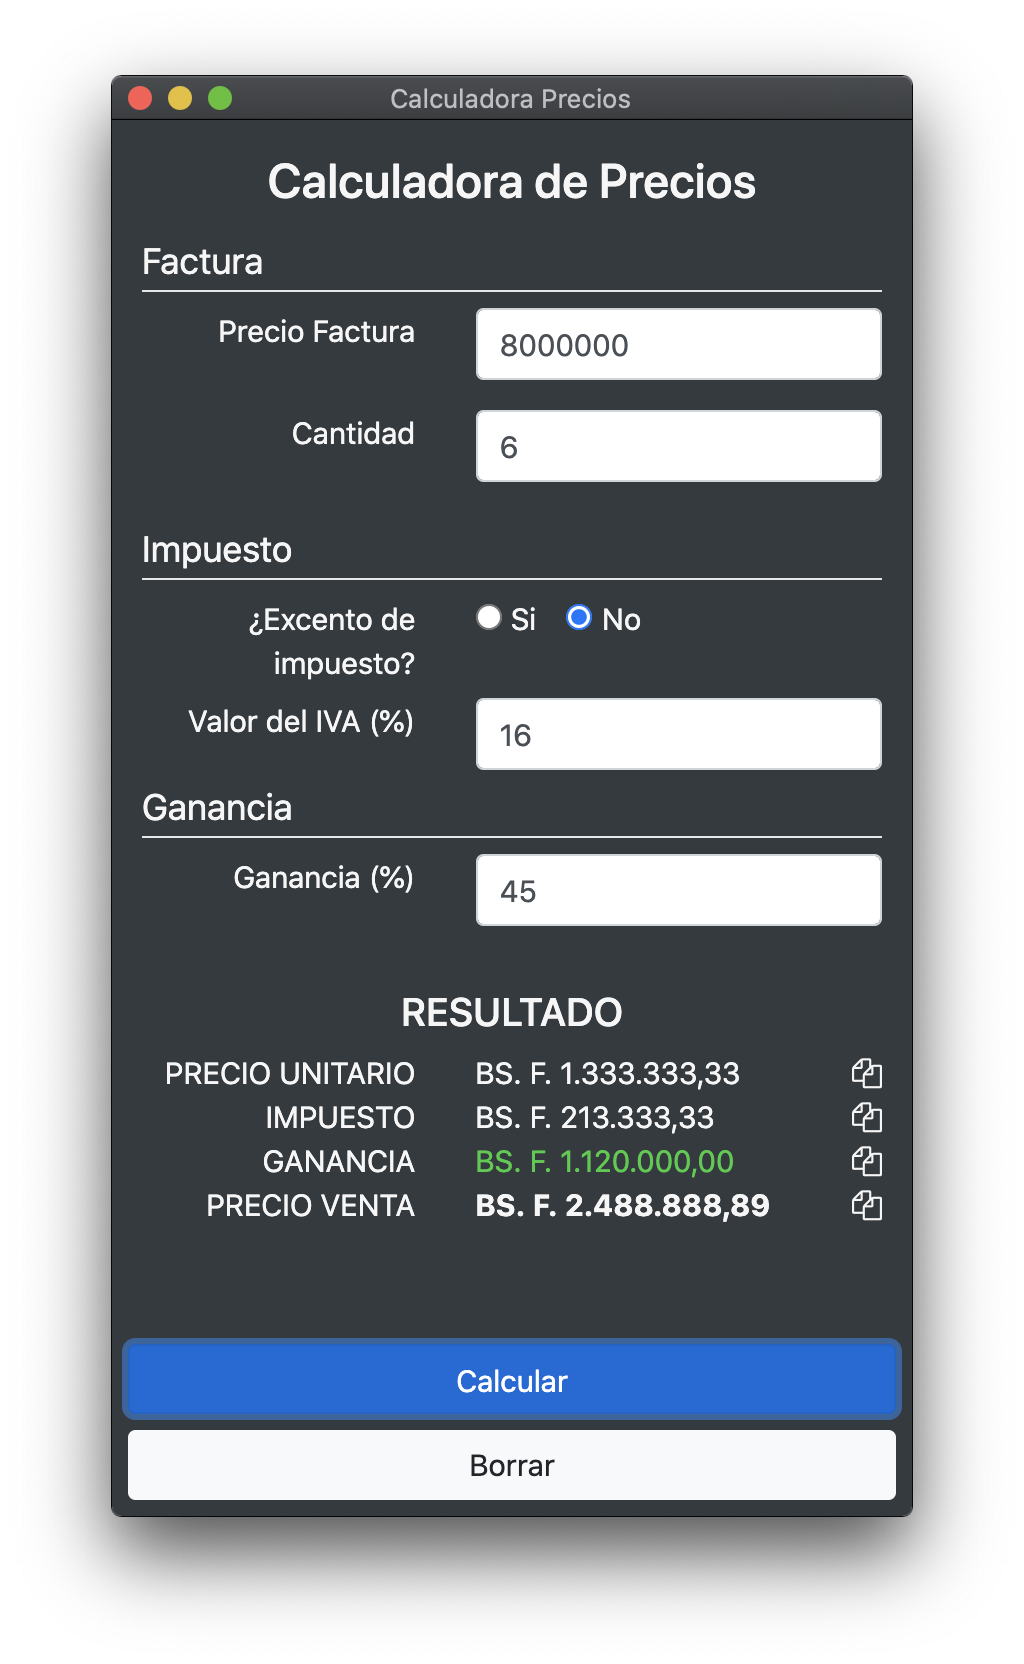 Calculadora Precios
Calculadora de Precios
Factura
Precio Factura 8000000
Cantidad 6
Impuesto
¿Excento de Si No
impuesto?
Valor del IVA (%) 16
Ganancia
Ganancia (%) 45
RESULTADO
PRECIO UNITARIO BS. F. 1.333.333,33
IMPUESTO BS. F. 213.333,33
GANANCIA BS. F. 1.120.000,00
PRECIO VENTA BS. F. 2.488.888,89
Calcular
Borrar